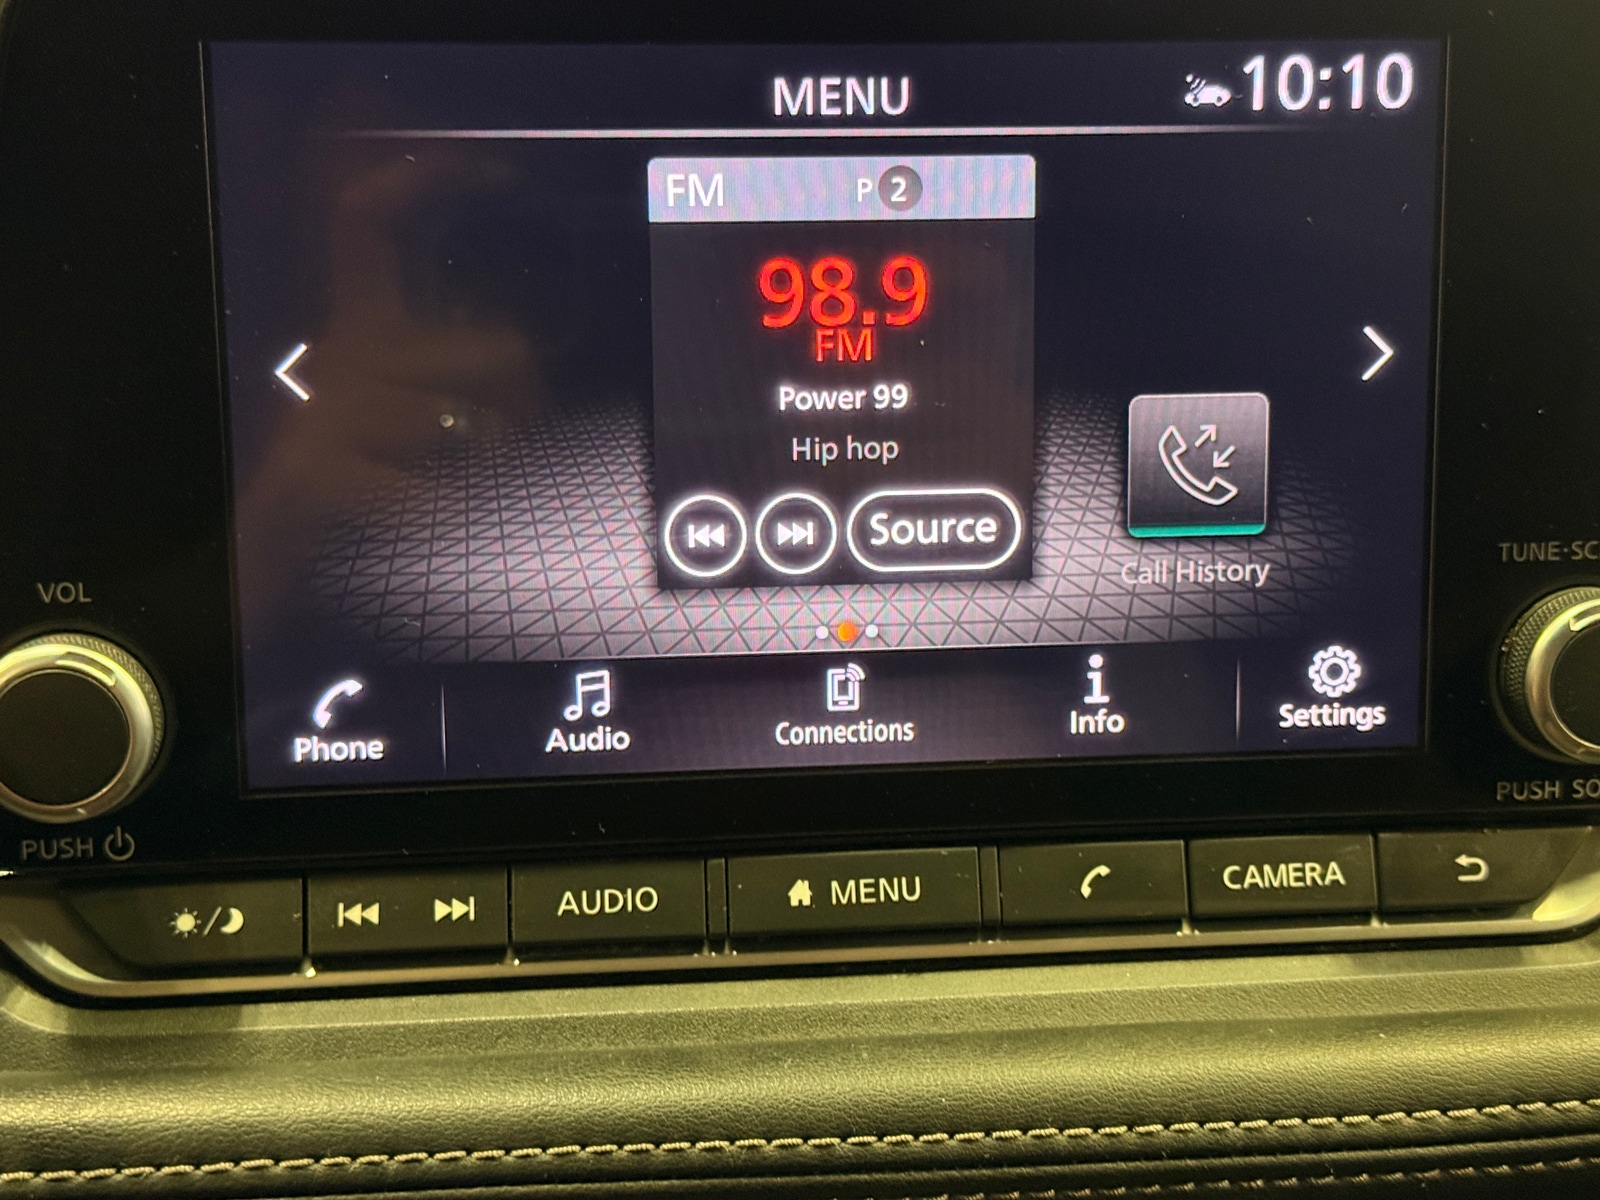 MENU
10:10
FM P 2
98.9
FM
Power 99
Hip hop
Source
Call History
Phone
Audio
Connections
Info
Settings
VOL
PUSH
TUNE·SC
PUSH SO
AUDIO
MENU
CAMERA